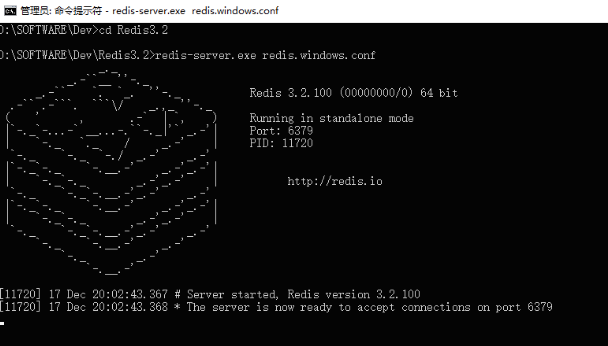 管理员: 命令提示符 - redis-server.exe  redis.windows.conf
D:\SOFTWARE\Dev>cd Redis3.2
D:\SOFTWARE\Dev\Redis3.2>redis-server.exe redis.windows.conf
Redis 3.2.100 (00000000/0) 64 bit
Running in standalone mode
Port: 6379
PID: 11720
http://redis.io
[11720] 17 Dec 20:02:43.367 # Server started, Redis version 3.2.100
[11720] 17 Dec 20:02:43.368 * The server is now ready to accept connections on port 6379